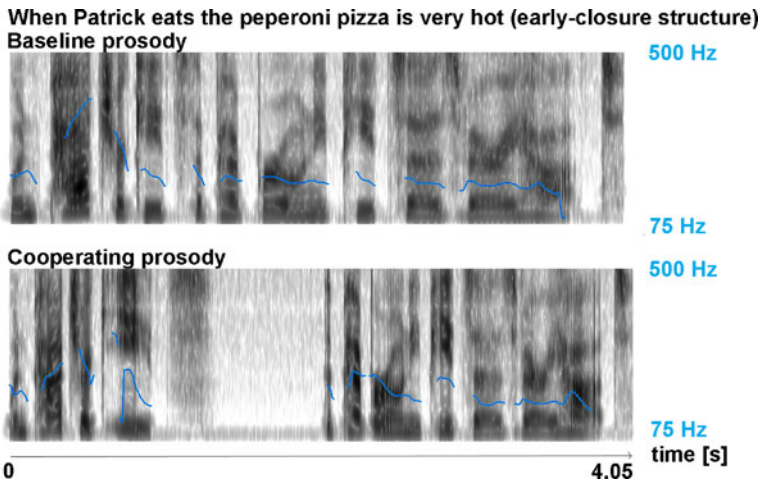 When Patrick eats the peperoni pizza is very hot (early-closure structure)
Baseline prosody
500 Hz
75 Hz
Cooperating prosody
500 Hz
75 Hz
time [s]
0 4.05